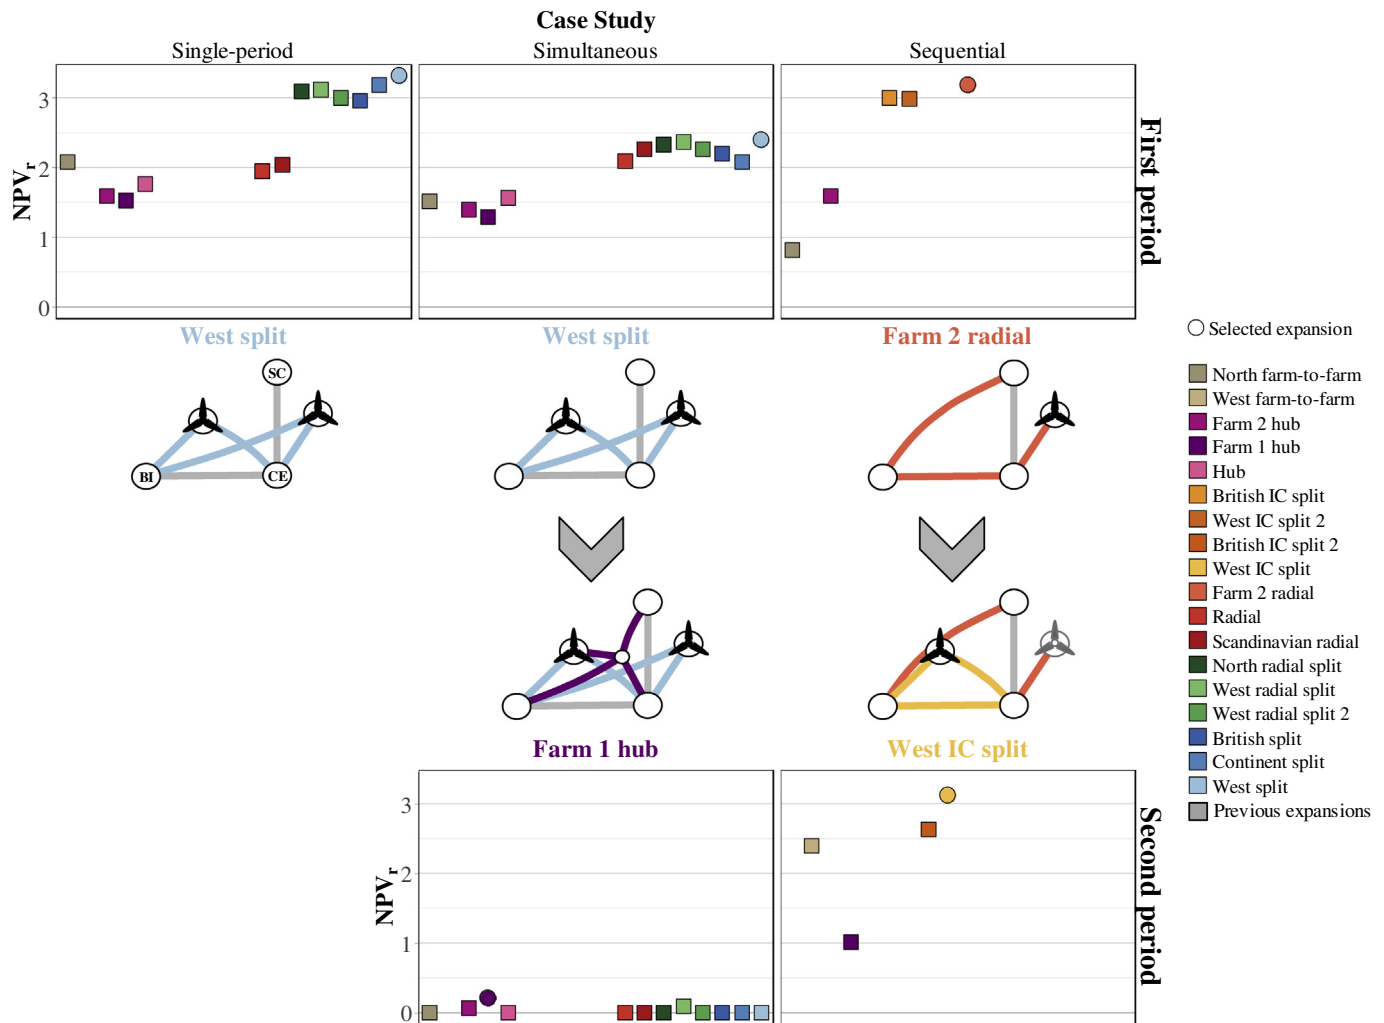 Case Study
Single-period
Simultaneous
Sequential
3
2
1
0
NPVr
First period
West split
West split
Farm 2 radial
SC
BI
CE
Selected expansion
North farm-to-farm
West farm-to-farm
Farm 2 hub
Farm 1 hub
Hub
British IC split
West IC split 2
British IC split 2
West IC split
Farm 2 radial
Radial
Scandinavian radial
North radial split
West radial split
West radial split 2
British split
Continent split
West split
Previous expansions
Farm 1 hub
West IC split
3
2
1
0
NPVr
Second period